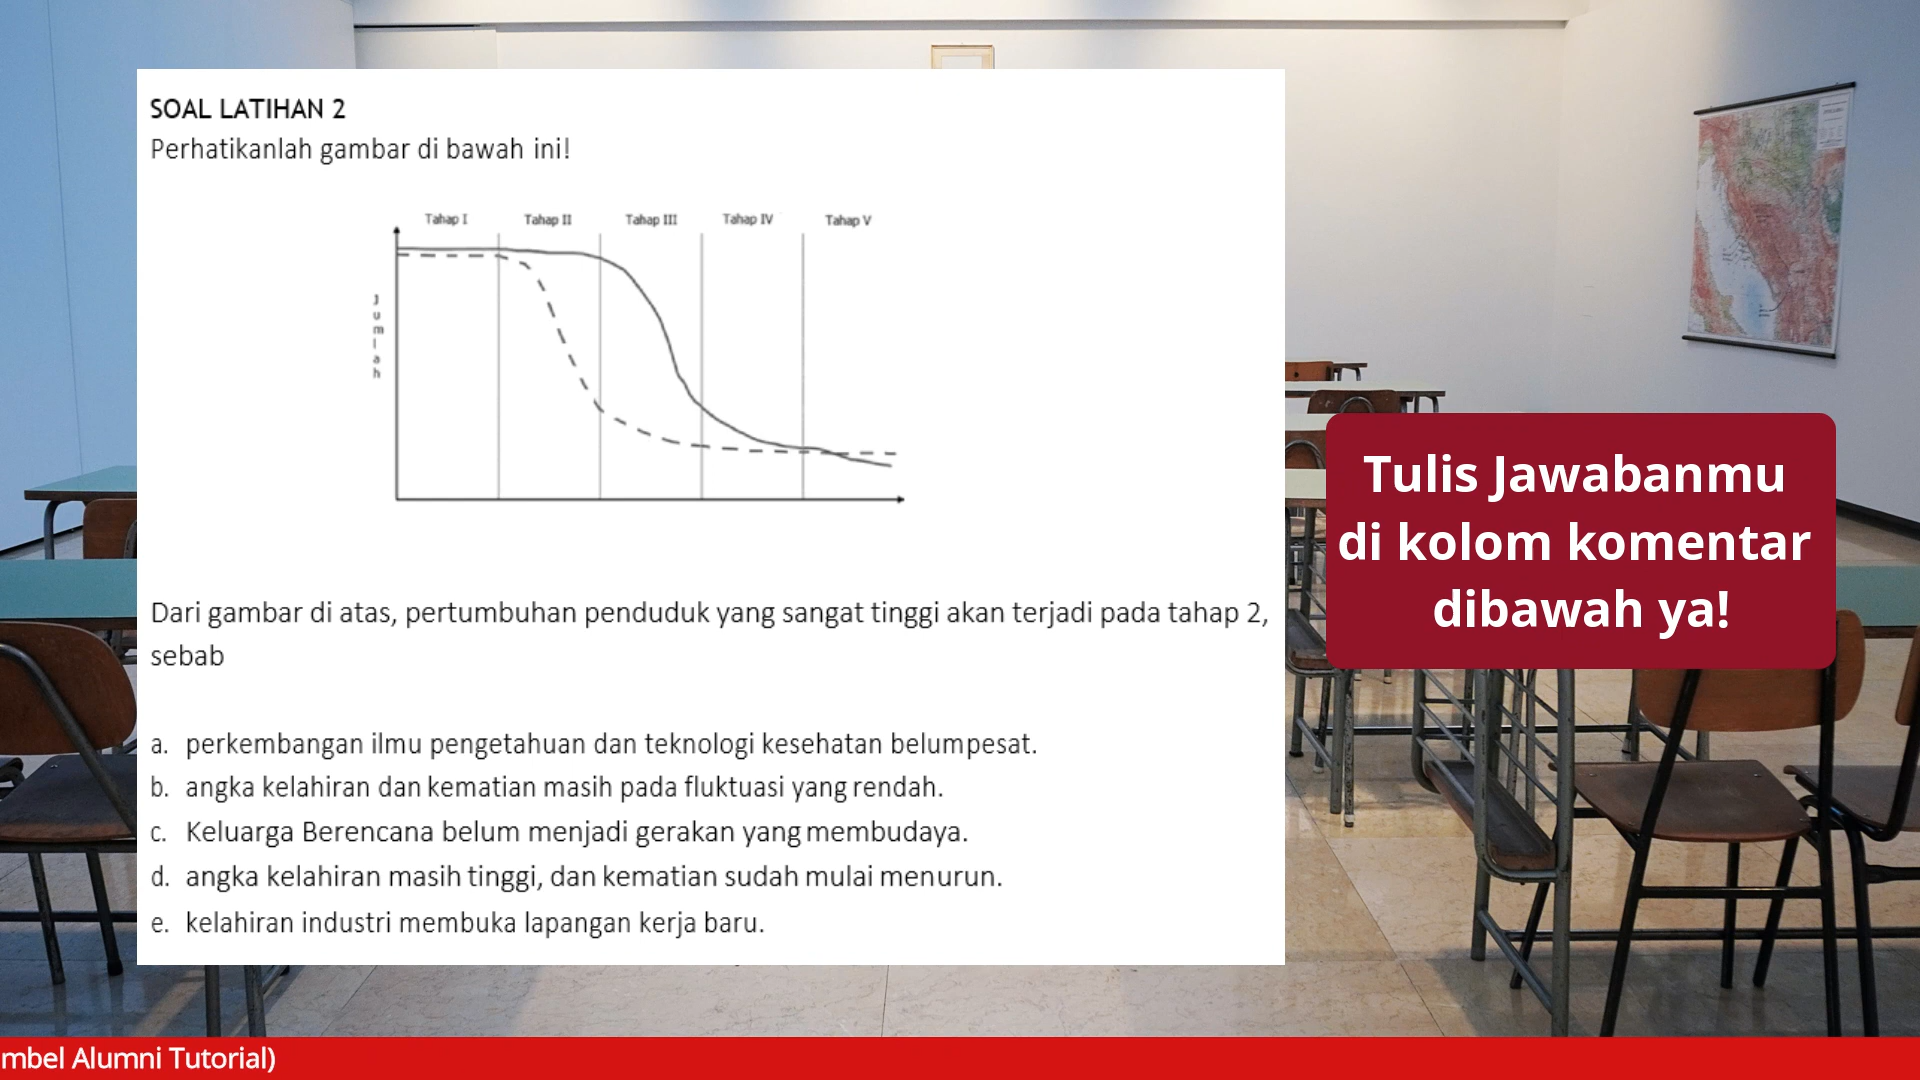 SOAL LATIHAN 2
Perhatikanlah gambar di bawah ini!
Tahap I Tahap II Tahap III Tahap IV Tahap V
Jumlah
Dari gambar di atas, pertumbuhan penduduk yang sangat tinggi akan terjadi pada tahap 2,
sebab
a. perkembangan ilmu pengetahuan dan teknologi kesehatan belumpesat.
b. angka kelahiran dan kematian masih pada fluktuasi yang rendah.
c. Keluarga Berencana belum menjadi gerakan yang membudaya.
d. angka kelahiran masih tinggi, dan kematian sudah mulai menurun.
e. kelahiran industri membuka lapangan kerja baru.
Tulis Jawabanmu
di kolom komentar
dibawah ya!
mbel Alumni Tutorial)